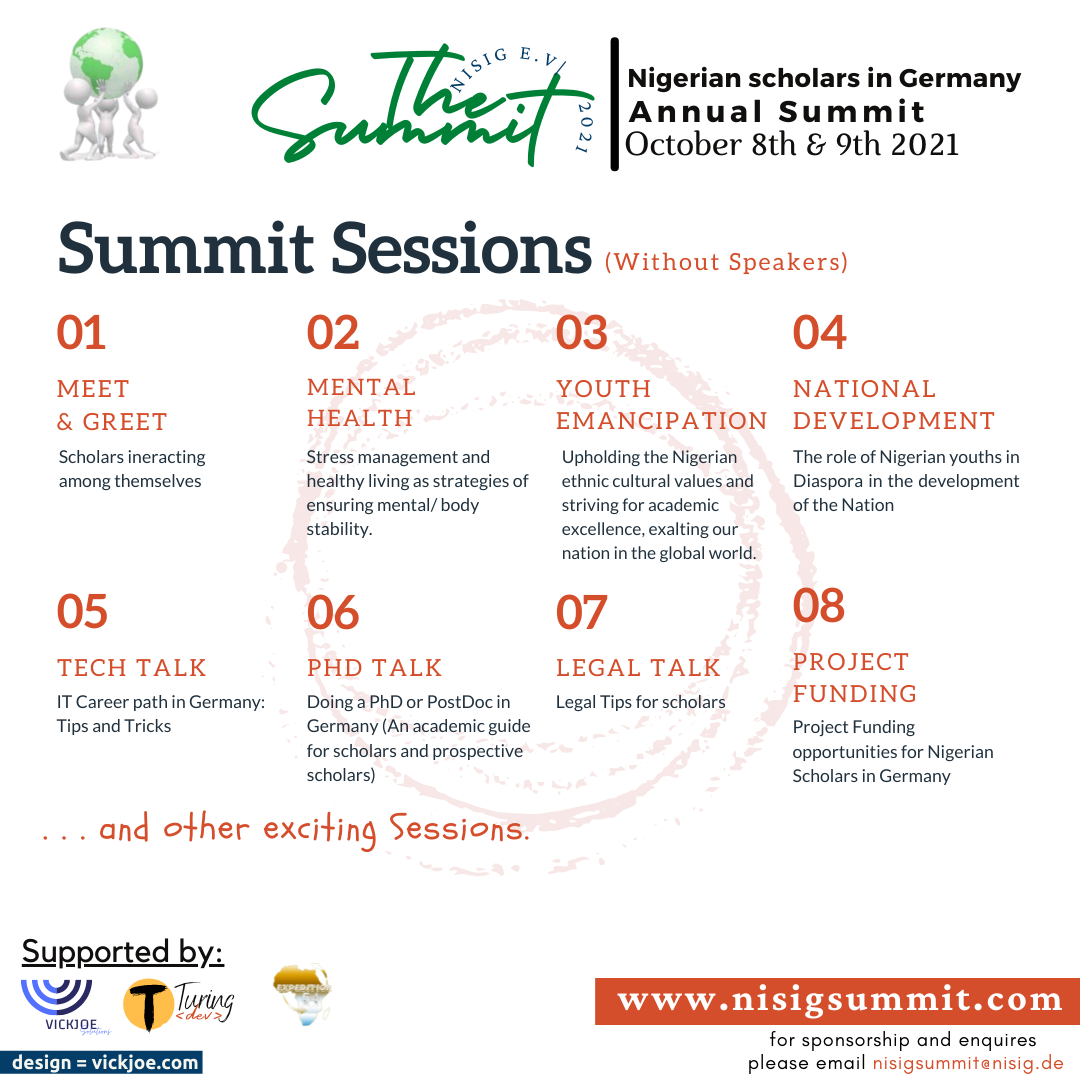 The Summit
NISIG E.V/ 2021
Nigerian scholars in Germany
Annual Summit
October 8th & 9th 2021
Summit Sessions (Without Speakers)
01
MEET
& GREET
Scholars ineracting
among themselves
02
MENTAL
HEALTH
Stress management and
healthy living as strategies of
ensuring mental/ body
stability.
03
YOUTH
EMANCIPATION
Upholding the Nigerian
ethnic cultural values and
striving for academic
excellence, exalting our
nation in the global world.
04
NATIONAL
DEVELOPMENT
The role of Nigerian youths in
Diaspora in the development
of the Nation
05
TECH TALK
IT Career path in Germany:
Tips and Tricks
06
PHD TALK
Doing a PhD or PostDoc in
Germany (An academic guide
for scholars and prospective
scholars)
07
LEGAL TALK
Legal Tips for scholars
08
PROJECT
FUNDING
Project Funding
opportunities for Nigerian
Scholars in Germany
. . . and other exciting Sessions.
Supported by:
VICKJOE
Solutions
T Turing
<dev>
EXPEDITION
design = vickjoe.com
www.nisigsummit.com
for sponsorship and enquires
please email nisigsummit@nisig.de